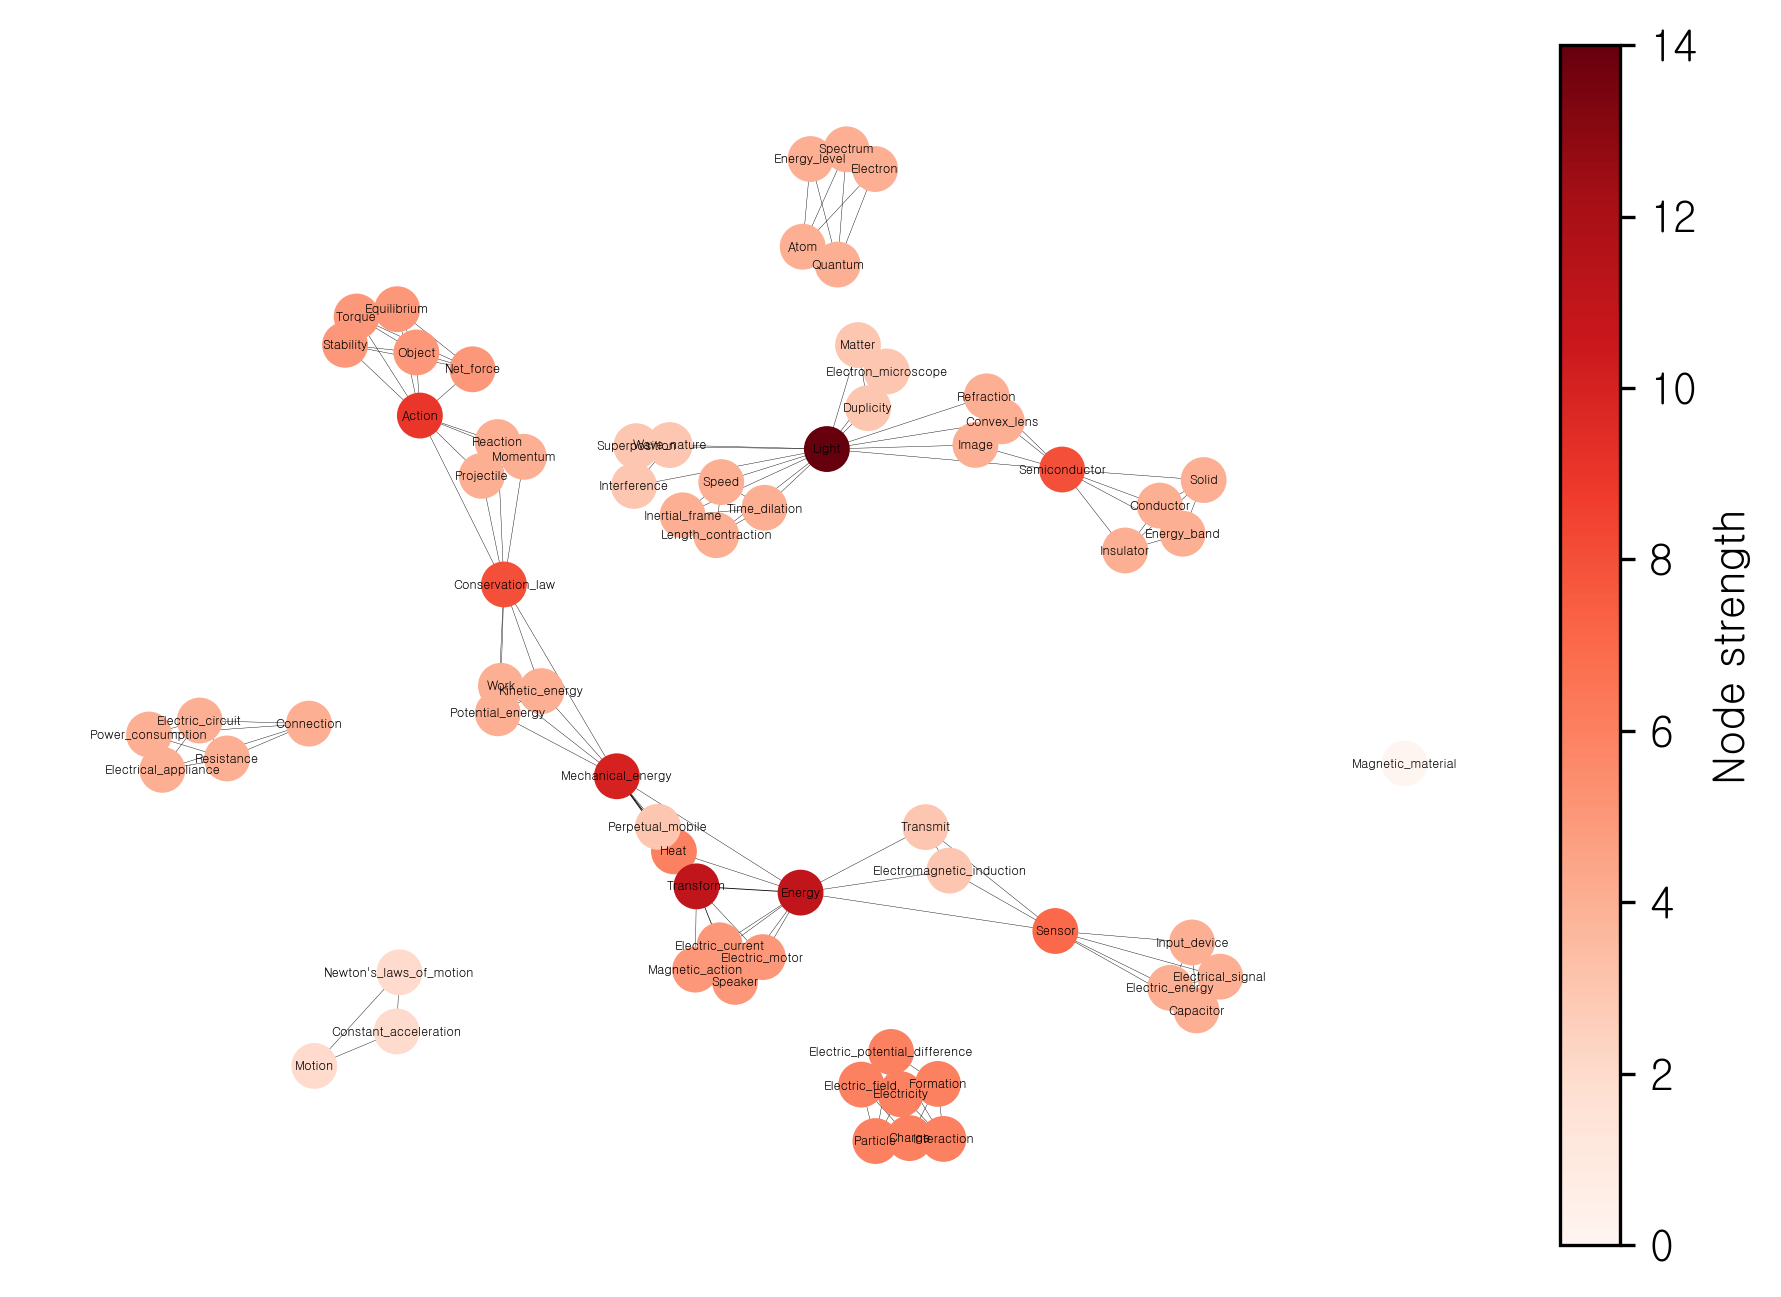 14
12
10
8
6
4
2
0
Node strength
Spectrum
Energy_level
Electron
Atom
Quantum
Equilibrium
Torque
Stability
Object
Net_force
Action
Reaction
Momentum
Projectile
Matter
Electron_microscope
Duplicity
Refraction
Convex_lens
Image
Superposition
Wave_nature
Light
Semiconductor
Interference
Speed
Inertial_frame
Time_dilation
Length_contraction
Solid
Conductor
Energy_band
Insulator
Conservation_law
Work
Kinetic_energy
Potential_energy
Electric_circuit
Connection
Power_consumption
Resistance
Electrical_appliance
Mechanical_energy
Magnetic_material
Perpetual_mobile
Heat
Transmit
Electromagnetic_induction
Transform
Energy
Sensor
Electric_current
Electric_motor
Magnetic_action
Speaker
Input_device
Electrical_signal
Electric_energy
Capacitor
Newton's_laws_of_motion
Constant_acceleration
Motion
Electric_potential_difference
Electric_field
Formation
Electricity
Particle
Charge
Interaction